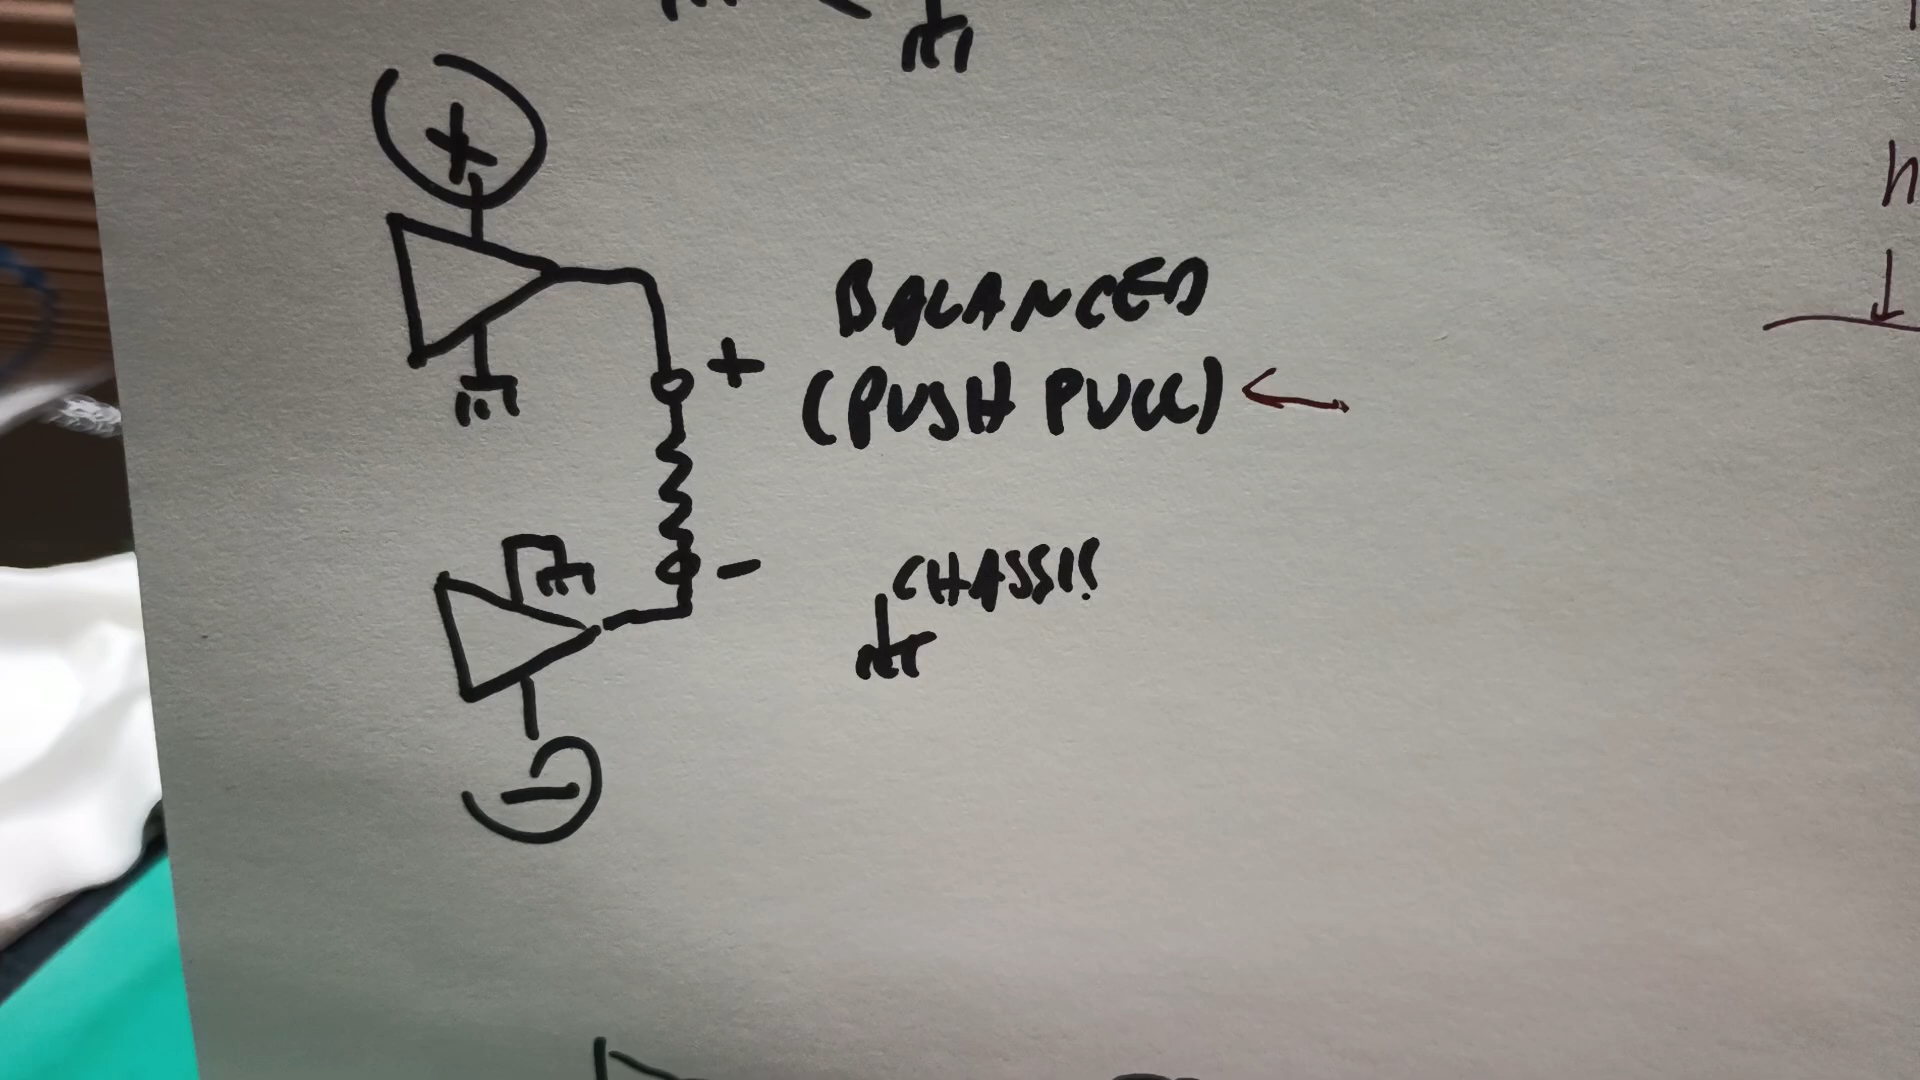 +
+
BALANCED
(PUSH PULL)
-
CHASSIS
-
h